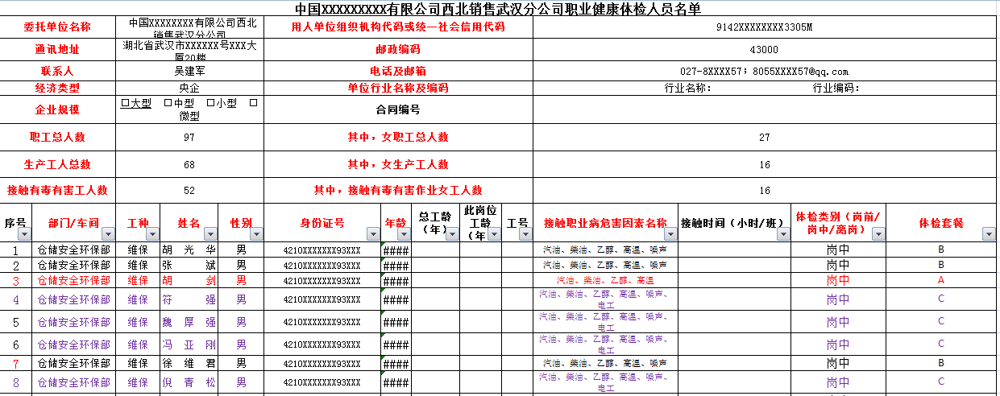 中国XXXXXXXXX有限公司西北销售武汉分公司职业健康体检人员名单
委托单位名称 中国XXXXXXXX有限公司西北销售武汉分公司 用人单位组织机构代码或统一社会信用代码 9142XXXXXXXX3305M
通讯地址 湖北省武汉市XXXXXX号XXX大厦20楼 邮政编码 43000
联系人 吴建军 电话及邮箱 027-8XXXX57；8055XXXX57@qq.com
经济类型 央企 单位行业名称及编码 行业名称： 行业编码：
企业规模 □大型 □中型 □小型 □微型 合同编号
职工总人数 97 其中，女职工总人数 27
生产工人总数 68 其中，女生产工人数 16
接触有毒有害工人数 52 其中，接触有毒有害作业女工人数 16
序号 部门/车间 工种 姓名 性别 身份证号 年龄 总工龄（年） 此岗位工龄（年 工号 接触职业病危害因素名称 接触时间（小时/班） 体检类别（岗前/岗中/离岗） 体检套餐
1 仓储安全环保部 维保 胡光华 男 4210XXXXXXX93XXX #### 汽油、柴油、乙醇、高温、噪声 岗中 B
2 仓储安全环保部 维保 张斌 男 4210XXXXXXX93XXX #### 汽油、柴油、乙醇、高温、噪声 岗中 B
3 仓储安全环保部 维保 胡剑 男 4210XXXXXXX93XXX #### 汽油、柴油、乙醇、高温 岗中 A
4 仓储安全环保部 维保 符强 男 4210XXXXXXX93XXX #### 汽油、柴油、乙醇、高温、噪声、电工 岗中 C
5 仓储安全环保部 维保 魏厚强 男 4210XXXXXXX93XXX #### 汽油、柴油、乙醇、高温、噪声、电工 岗中 C
6 仓储安全环保部 维保 冯亚刚 男 4210XXXXXXX93XXX #### 汽油、柴油、乙醇、高温、噪声、电工 岗中 C
7 仓储安全环保部 维保 徐维君 男 4210XXXXXXX93XXX #### 汽油、柴油、乙醇、高温、噪声 岗中 B
8 仓储安全环保部 维保 倪青松 男 4210XXXXXXX93XXX #### 汽油、柴油、乙醇、高温、噪声、电工 岗中 C